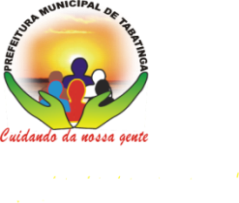 PREFEITURA MUNICIPAL DE TABATINGA
Cuidando da nossa gente